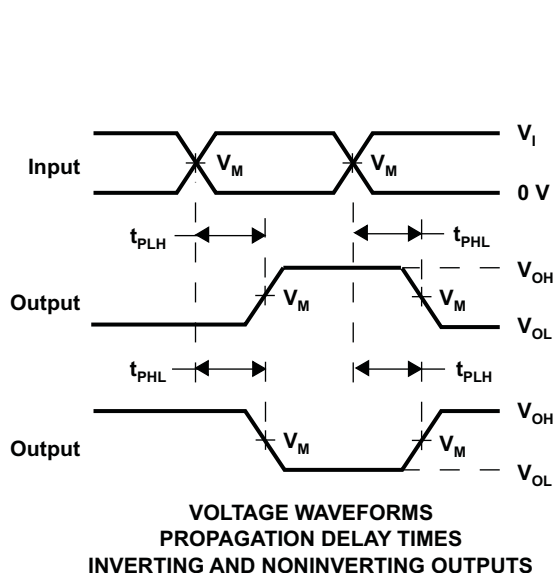 V_I
Input
V_M
V_M
0 V
t_PLH
t_PHL
V_OH
Output
V_M
V_M
V_OL
t_PHL
t_PLH
V_OH
Output
V_M
V_M
V_OL
VOLTAGE WAVEFORMS
PROPAGATION DELAY TIMES
INVERTING AND NONINVERTING OUTPUTS